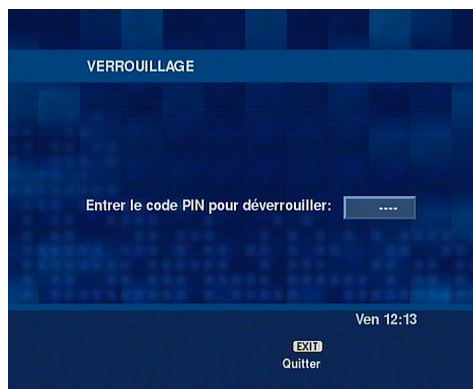 VERROUILLAGE
Entrer le code PIN pour déverrouiller: ----
Ven 12:13
EXIT
Quitter